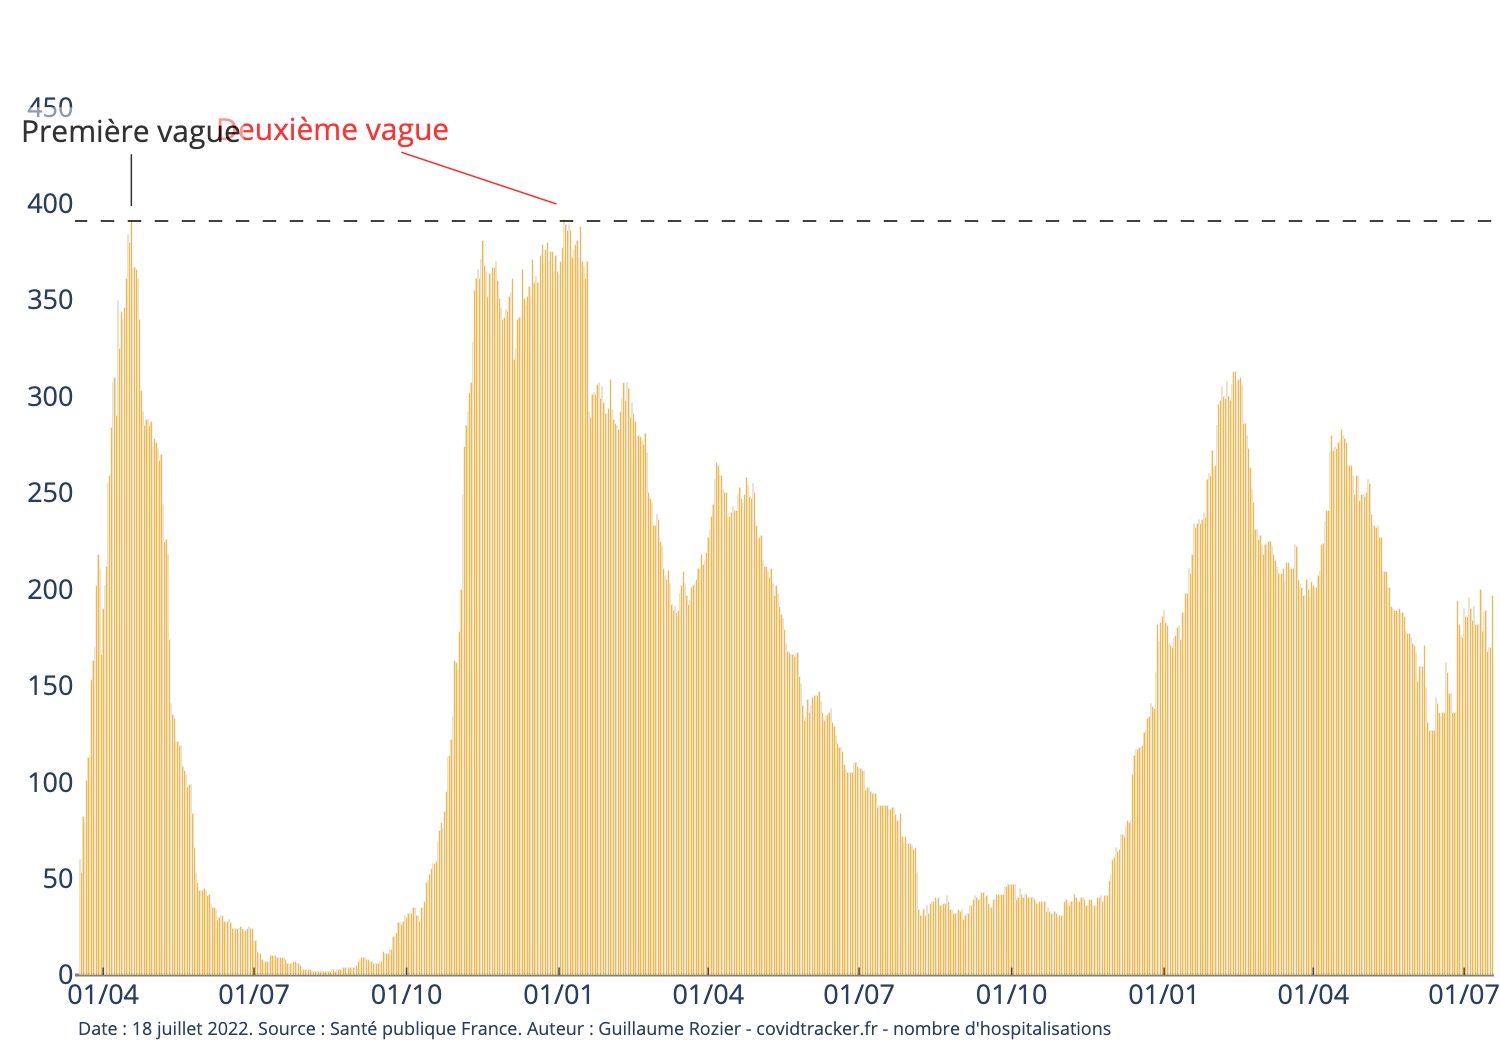 450
Première vague
Deuxième vague
400
350
300
250
200
150
100
50
0
01/04 01/07 01/10 01/01 01/04 01/07 01/10 01/01 01/04 01/07
Date : 18 juillet 2022. Source : Santé publique France. Auteur : Guillaume Rozier - covidtracker.fr - nombre d'hospitalisations